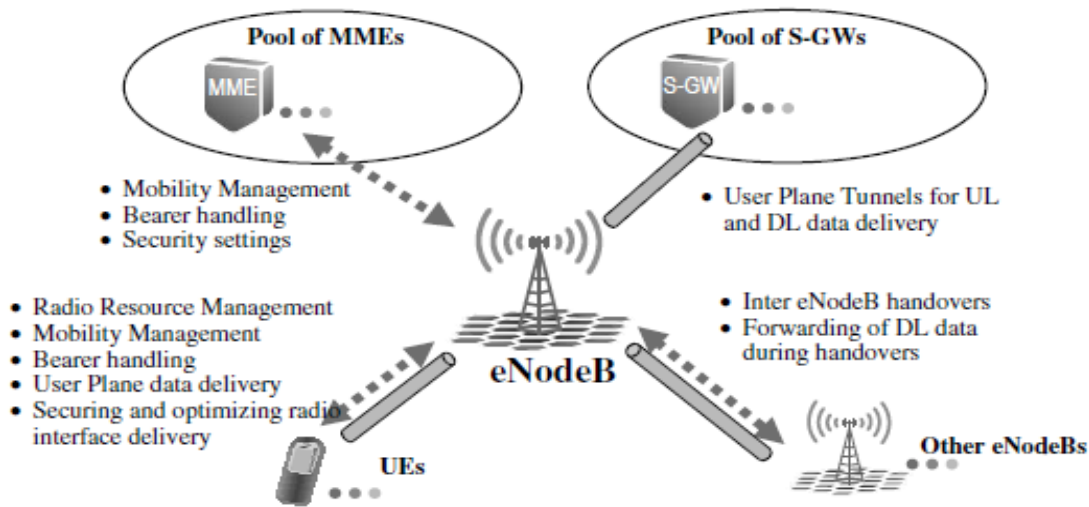 Pool of MMEs
MME
Pool of S-GWs
S-GW
• Mobility Management
• Bearer handling
• Security settings
• User Plane Tunnels for UL
and DL data delivery
• Radio Resource Management
• Mobility Management
• Bearer handling
• User Plane data delivery
• Securing and optimizing radio
interface delivery
• Inter eNodeB handovers
• Forwarding of DL data
during handovers
eNodeB
UEs
Other eNodeBs